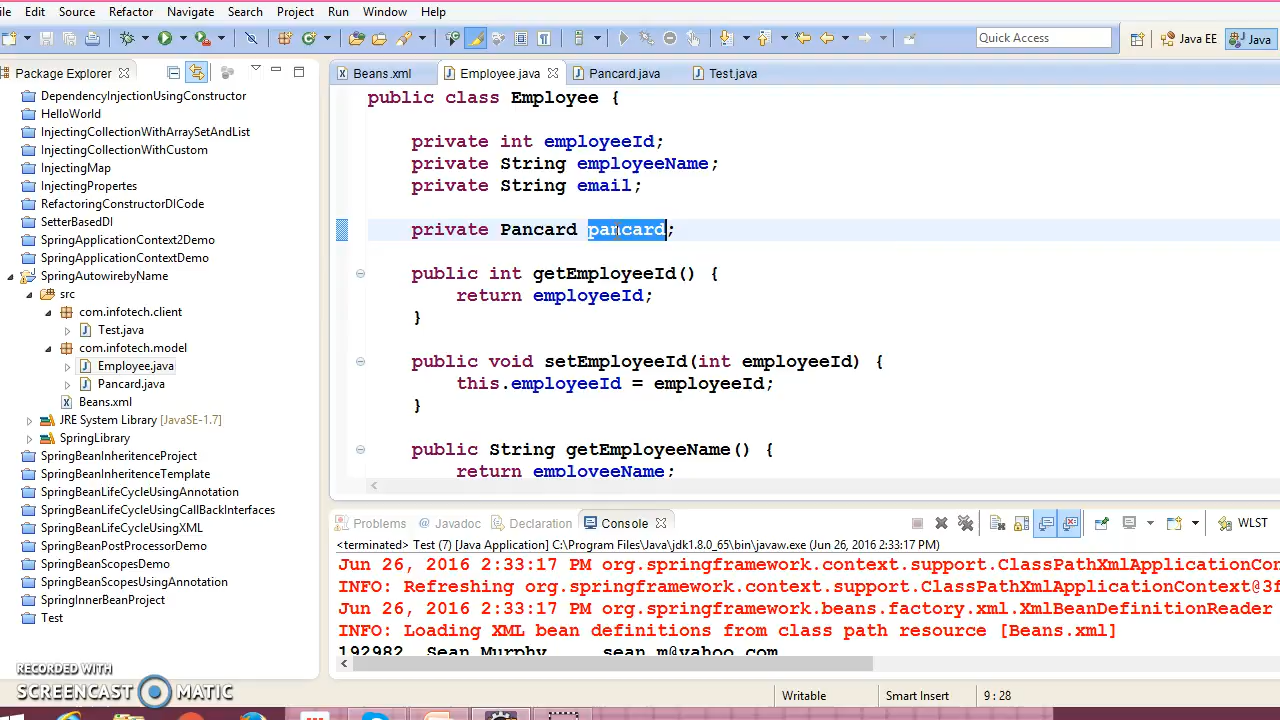 ile Edit Source Refactor Navigate Search Project Run Window Help
Quick Access
Java EE
Java
Package Explorer
DependencyInjectionUsingConstructor
HelloWorld
InjectingCollectionWithArraySetAndList
InjectingCollectionWithCustom
InjectingMap
InjectingPropertes
RefactoringConstructorDICode
SetterBasedDI
SpringApplicationContext2Demo
SpringApplicationContextDemo
SpringAutowirebyName
src
com.infotech.client
Test.java
com.infotech.model
Employee.java
Pancard.java
Beans.xml
JRE System Library [JavaSE-1.7]
SpringLibrary
SpringBeanInheritenceProject
SpringBeanInheritenceTemplate
SpringBeanLifeCycleUsingAnnotation
SpringBeanLifeCycleUsingCallBackInterfaces
SpringBeanLifeCycleUsingXML
SpringBeanPostProcessorDemo
SpringBeanScopesDemo
SpringBeanScopesUsingAnnotation
SpringInnerBeanProject
Test
Beans.xml Employee.java Pancard.java Test.java
public class Employee {
private int employeeId;
private String employeeName;
private String email;
private Pancard pancard;
public int getEmployeeId() {
return employeeId;
}
public void setEmployeeId(int employeeId) {
this.employeeId = employeeId;
}
public String getEmployeeName() {
return employeeName;
Problems Javadoc Declaration Console WLST
<terminated> Test (7) [Java Application] C:\Program Files\Java\jdk1.8.0_65\bin\javaw.exe (Jun 26, 2016 2:33:17 PM)
Jun 26, 2016 2:33:17 PM org.springframework.context.support.ClassPathXmlApplicationCon
INFO: Refreshing org.springframework.context.support.ClassPathXmlApplicationContext@3f
Jun 26, 2016 2:33:17 PM org.springframework.beans.factory.xml.XmlBeanDefinitionReader
INFO: Loading XML bean definitions from class path resource [Beans.xml]
192982 Sean Murphy sean.m@yahoo.com
Writable Smart Insert 9 : 28
RECORDED WITH
SCREENCAST MATIC